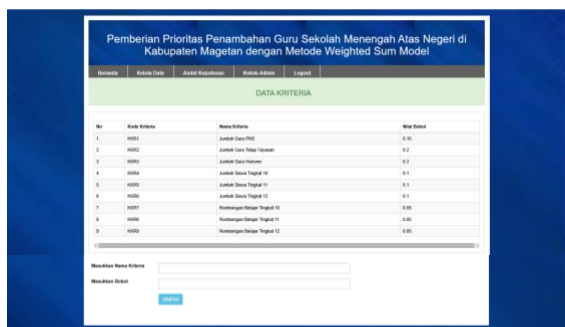 Pemberian Prioritas Penambahan Guru Sekolah Menengah Atas Negeri di
Kabupaten Magetan dengan Metode Weighted Sum Model
Beranda Kelola Data Ambil Keputusan Kelola Admin Logout
DATA KRITERIA
No Kode Kriteria Nama Kriteria Nilai Bobot
1 KKR1 Jumlah Guru PNS 0.15
2 KKR2 Jumlah Guru Tetap Yayasan 0.2
3 KKR3 Jumlah Guru Honorer 0.2
4 KKR4 Jumlah Siswa Tingkat 10 0.1
5 KKR5 Jumlah Siswa Tingkat 11 0.1
6 KKR6 Jumlah Siswa Tingkat 12 0.1
7 KKR7 Rombongan Belajar Tingkat 10 0.05
8 KKR8 Rombongan Belajar Tingkat 11 0.05
9 KKR9 Rombongan Belajar Tingkat 12 0.05
Masukkan Nama Kriteria
Masukkan Bobot